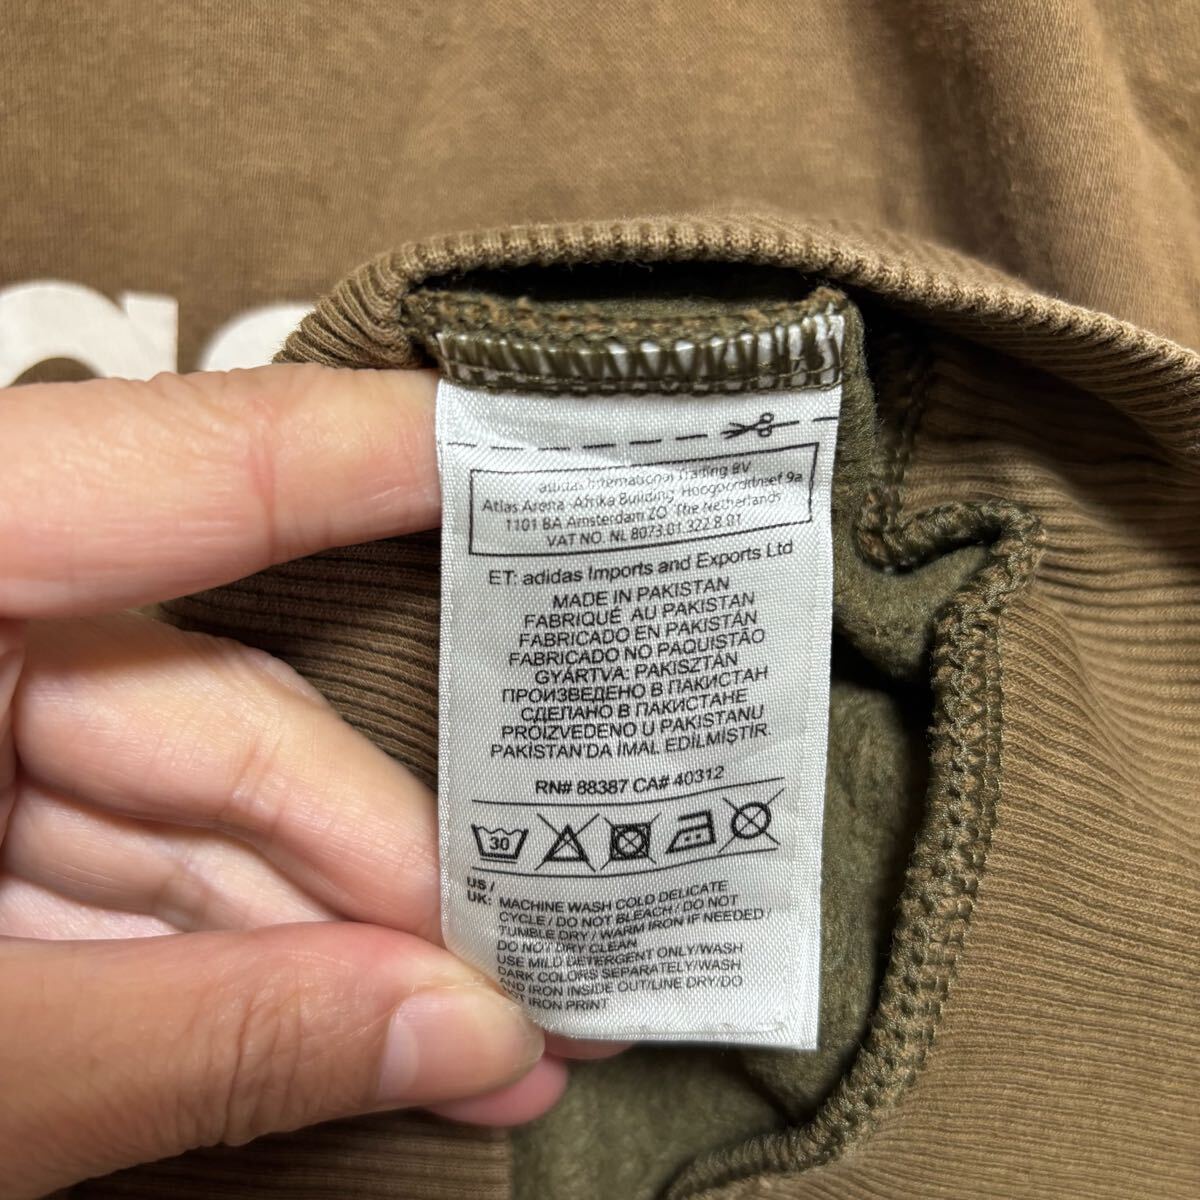 adidas International Trading BV
Atlas Arena Afrika Building, Hoogoorddreef 9a
1101 BA Amsterdam ZO The Netherlands
VAT NO. NL 8073.01.322.B.01
ET: adidas Imports and Exports Ltd
MADE IN PAKISTAN
FABRIQUÉ AU PAKISTAN
FABRICADO EN PAKISTÁN
FABRICADO NO PAQUISTÃO
GYÁRTVA: PAKISZTÁN
ПРОИЗВЕДЕНО В ПАКИСТАН
СДЕЛАНО В ПАКИСТАНЕ
PROIZVEDENO U PAKISTANU
PAKISTAN'DA İMAL EDİLMİŞTİR.
RN# 88387 CA# 40312
30
US /
UK: MACHINE WASH COLD DELICATE
CYCLE / DO NOT BLEACH / DO NOT
TUMBLE DRY / WARM IRON IF NEEDED /
DO NOT DRY CLEAN
USE MILD DETERGENT ONLY/WASH
DARK COLORS SEPARATELY/WASH
AND IRON INSIDE OUT/LINE DRY/DO
NOT IRON PRINT